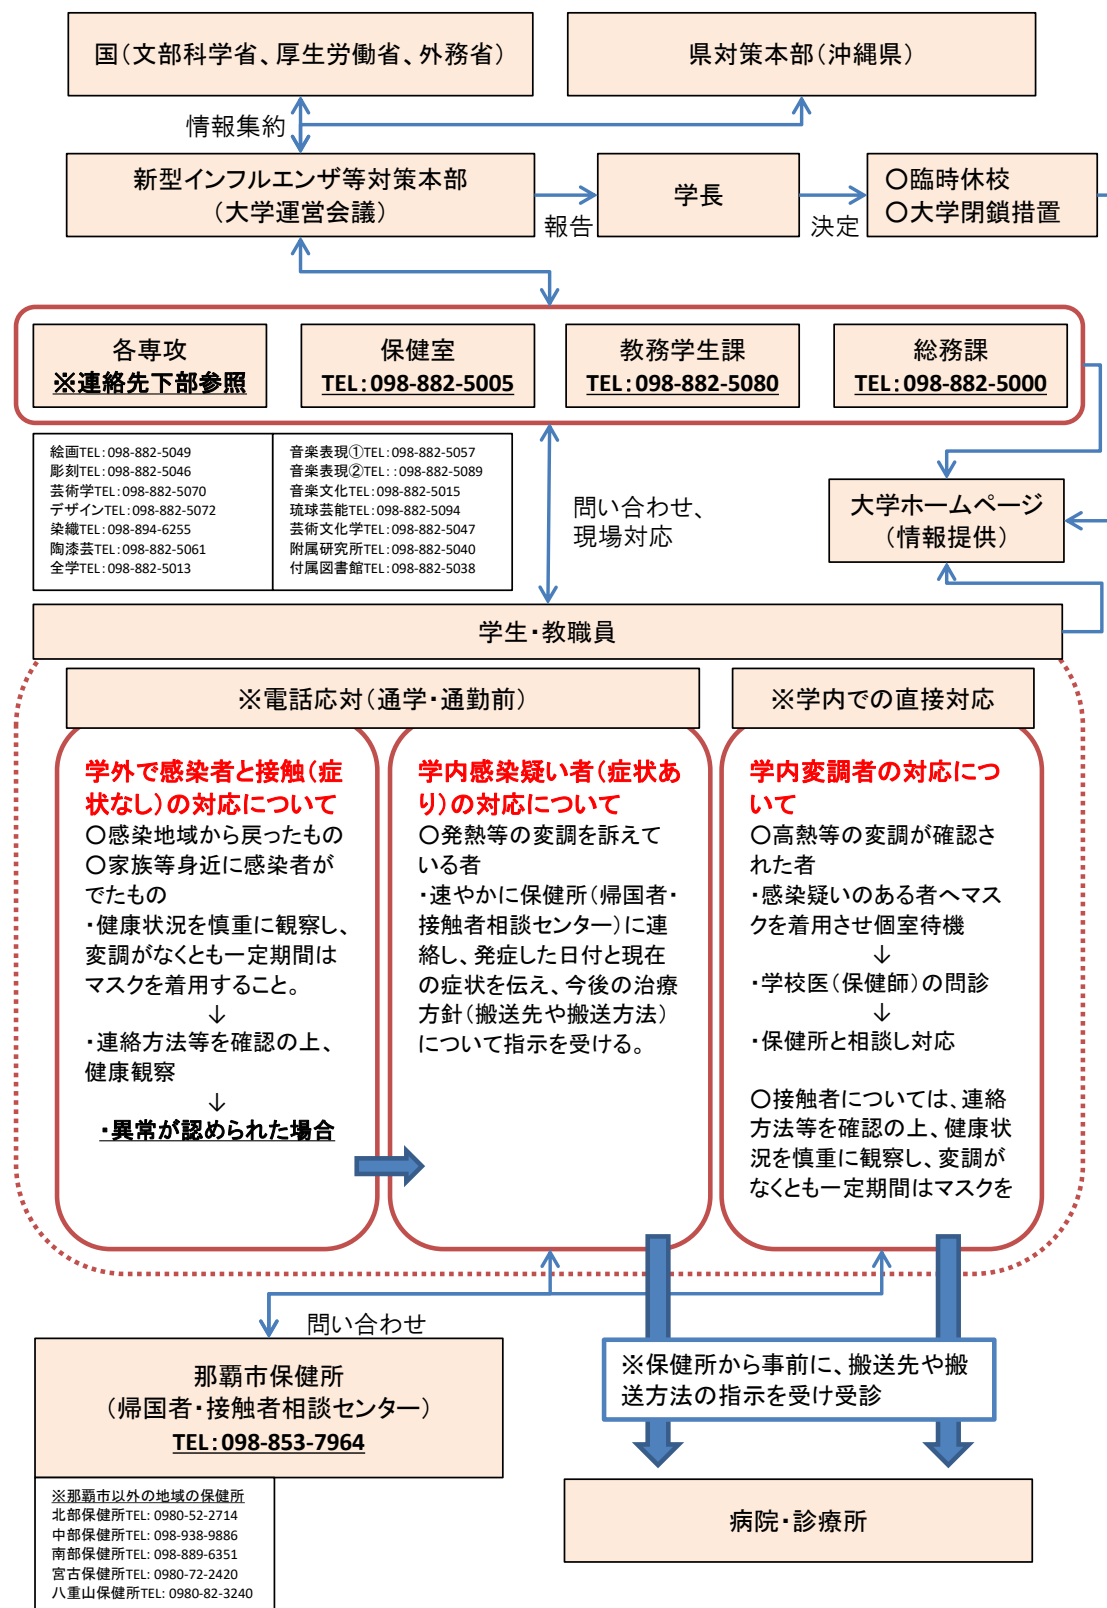 国(文部科学省、厚生労働省、外務省)
県対策本部(沖縄県)
情報集約
新型インフルエンザ等対策本部
(大学運営会議)
報告
学長
決定
○臨時休校
○大学閉鎖措置
各専攻
※連絡先下部参照
保健室
TEL:098-882-5005
教務学生課
TEL:098-882-5080
総務課
TEL:098-882-5000
絵画TEL:098-882-5049
彫刻TEL:098-882-5046
芸術学TEL:098-882-5070
デザインTEL:098-882-5072
染織TEL:098-894-6255
陶漆芸TEL:098-882-5061
全学TEL:098-882-5013
音楽表現①TEL:098-882-5057
音楽表現②TEL::098-882-5089
音楽文化TEL:098-882-5015
琉球芸能TEL:098-882-5094
芸術文化学TEL:098-882-5047
附属研究所TEL:098-882-5040
付属図書館TEL:098-882-5038
問い合わせ、
現場対応
大学ホームページ
(情報提供)
学生・教職員
※電話応対(通学・通勤前)
※学内での直接対応
学外で感染者と接触(症
状なし)の対応について
○感染地域から戻ったもの
○家族等身近に感染者が
でたもの
・健康状況を慎重に観察し、
変調がなくとも一定期間は
マスクを着用すること。
↓
・連絡方法等を確認の上、
健康観察
↓
・異常が認められた場合
学内感染疑い者(症状あ
り)の対応について
○発熱等の変調を訴えて
いる者
・速やかに保健所(帰国者・
接触者相談センター)に連
絡し、発症した日付と現在
の症状を伝え、今後の治療
方針(搬送先や搬送方法)
について指示を受ける。
学内変調者の対応につ
いて
○高熱等の変調が確認さ
れた者
・感染疑いのある者へマス
クを着用させ個室待機
↓
・学校医(保健師)の問診
↓
・保健所と相談し対応
○接触者については、連絡
方法等を確認の上、健康状
況を慎重に観察し、変調が
なくとも一定期間はマスクを
問い合わせ
那覇市保健所
(帰国者・接触者相談センター)
TEL:098-853-7964
※保健所から事前に、搬送先や搬
送方法の指示を受け受診
病院・診療所
※那覇市以外の地域の保健所
北部保健所TEL: 0980-52-2714
中部保健所TEL: 098-938-9886
南部保健所TEL: 098-889-6351
宮古保健所TEL: 0980-72-2420
八重山保健所TEL: 0980-82-3240